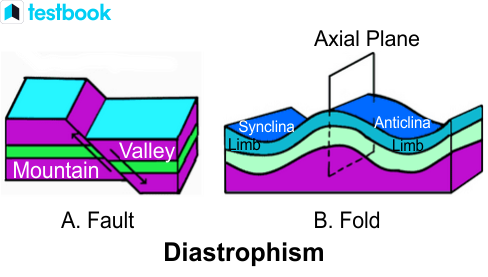 testbook
Axial Plane
Synclina
Anticlina
Limb
Limb
Valley
Mountain
A. Fault
B. Fold
Diastrophism